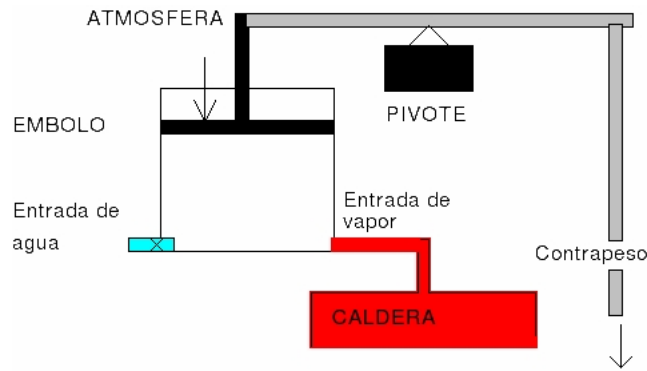 ATMOSFERA
PIVOTE
EMBOLO
Entrada de
agua
Entrada de
vapor
Contrapeso
CALDERA